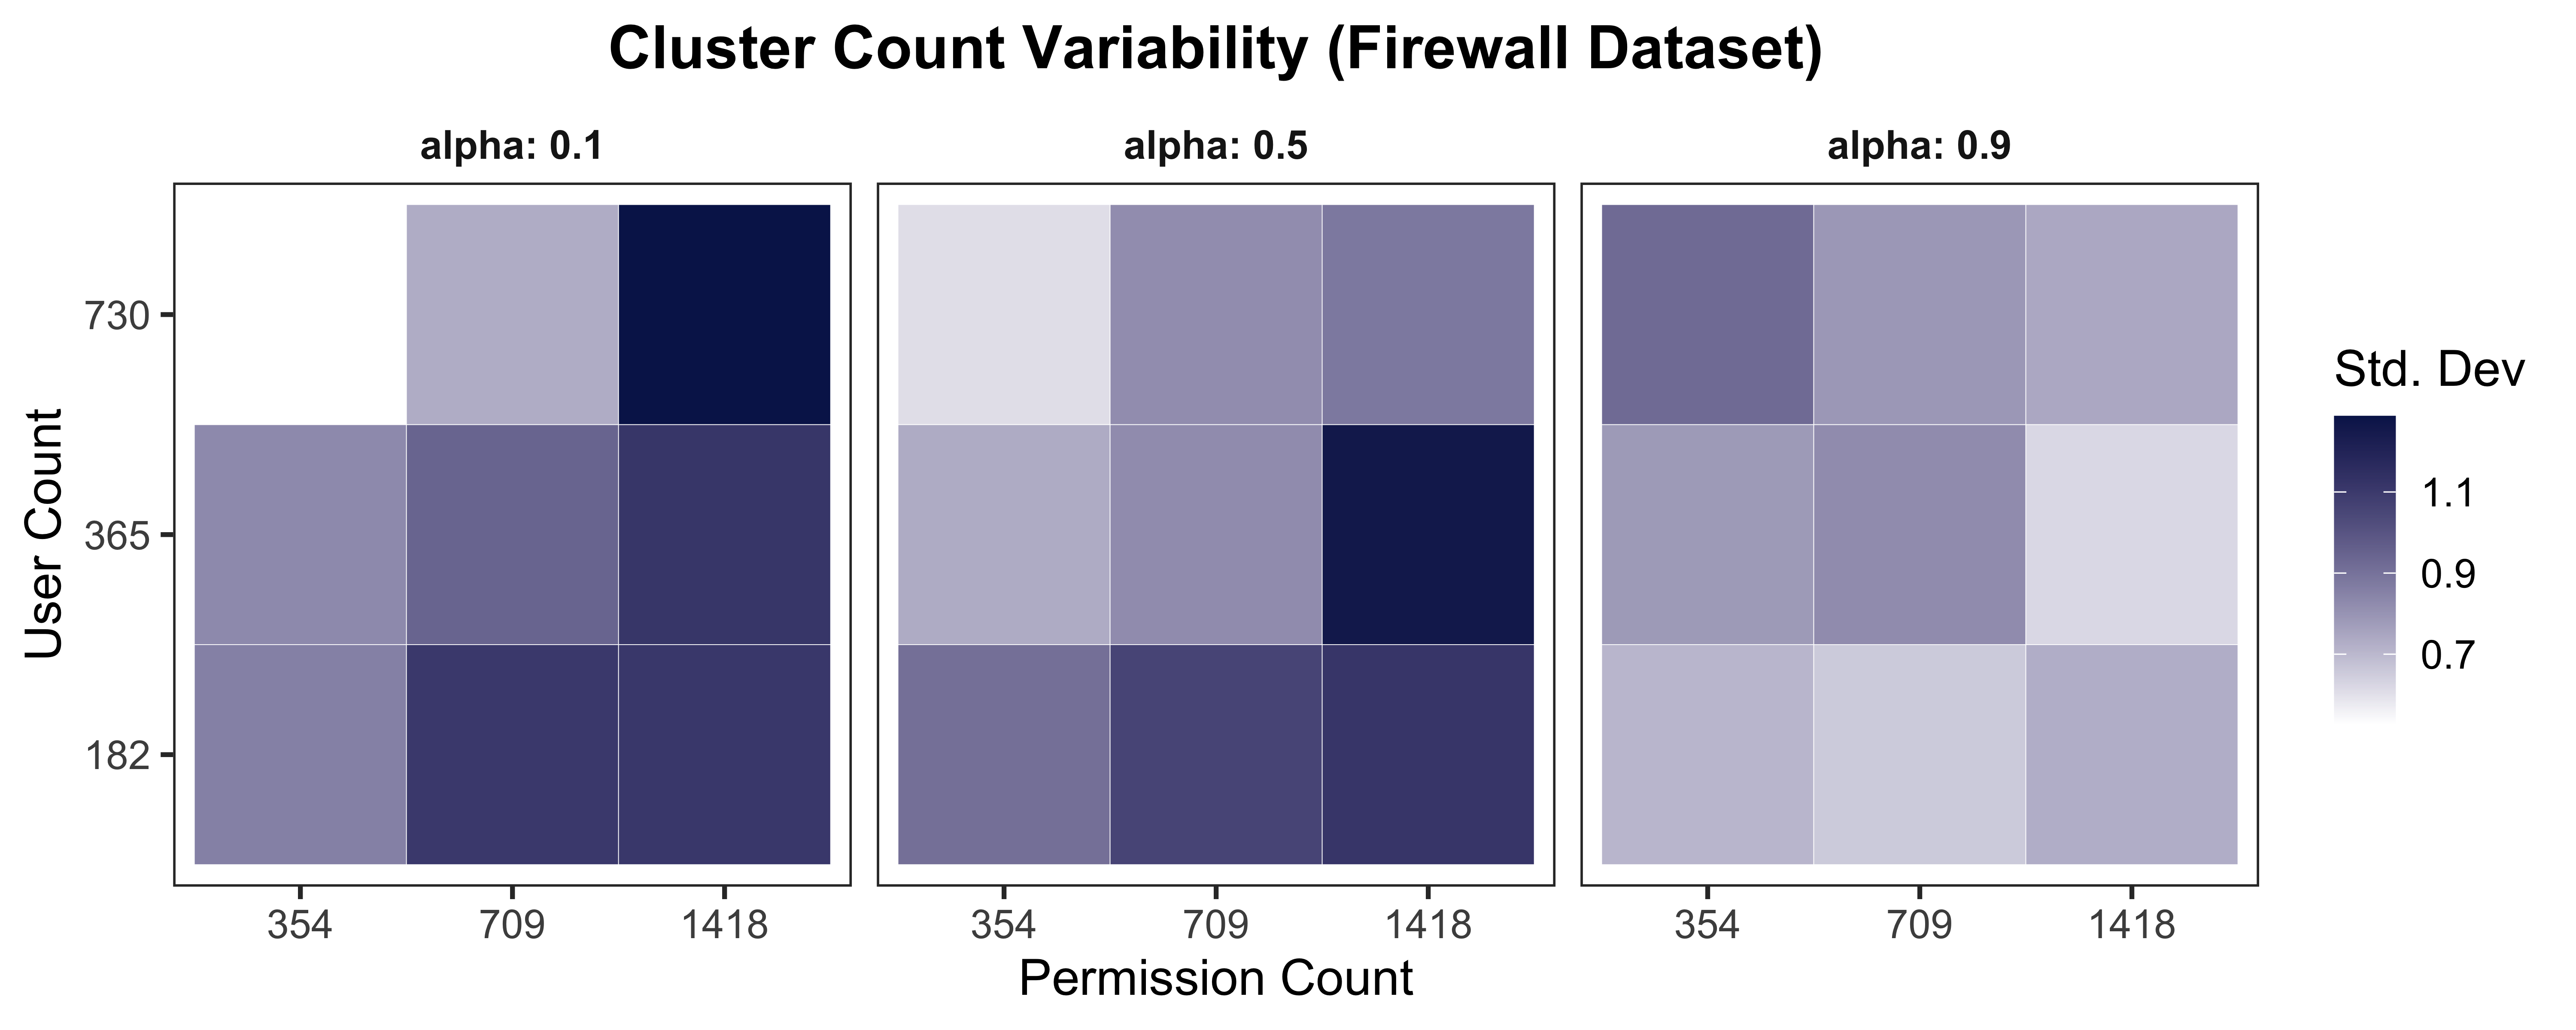 Cluster Count Variability (Firewall Dataset)
alpha: 0.1
alpha: 0.5
alpha: 0.9
User Count
730
365
182
354
709
1418
354
709
1418
354
709
1418
Permission Count
Std. Dev
1.1
0.9
0.7